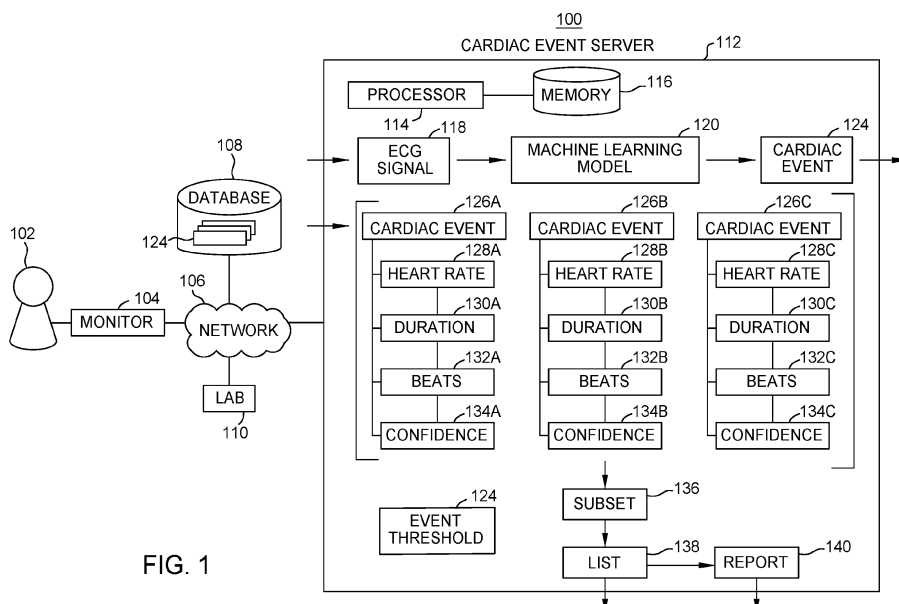 100
CARDIAC EVENT SERVER
112
PROCESSOR
MEMORY
116
114
118
120
124
ECG
SIGNAL
MACHINE LEARNING
MODEL
CARDIAC
EVENT
108
DATABASE
124
126A
126B
126C
CARDIAC EVENT
CARDIAC EVENT
CARDIAC EVENT
128A
128B
128C
HEART RATE
HEART RATE
HEART RATE
102
104
106
130A
130B
130C
MONITOR
NETWORK
DURATION
DURATION
DURATION
132A
132B
132C
BEATS
BEATS
BEATS
LAB
110
134A
134B
134C
CONFIDENCE
CONFIDENCE
CONFIDENCE
124
EVENT
THRESHOLD
SUBSET
136
LIST
138
REPORT
140
FIG. 1